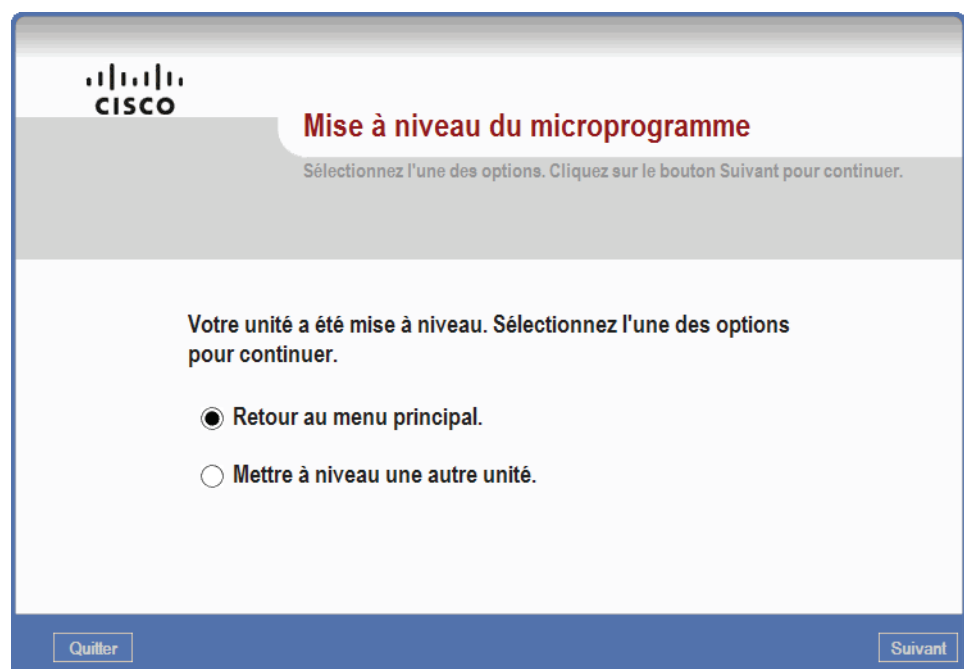 CISCO
Mise à niveau du microprogramme
Sélectionnez l'une des options. Cliquez sur le bouton Suivant pour continuer.
Votre unité a été mise à niveau. Sélectionnez l'une des options
pour continuer.
Retour au menu principal.
Mettre à niveau une autre unité.
Quitter
Suivant